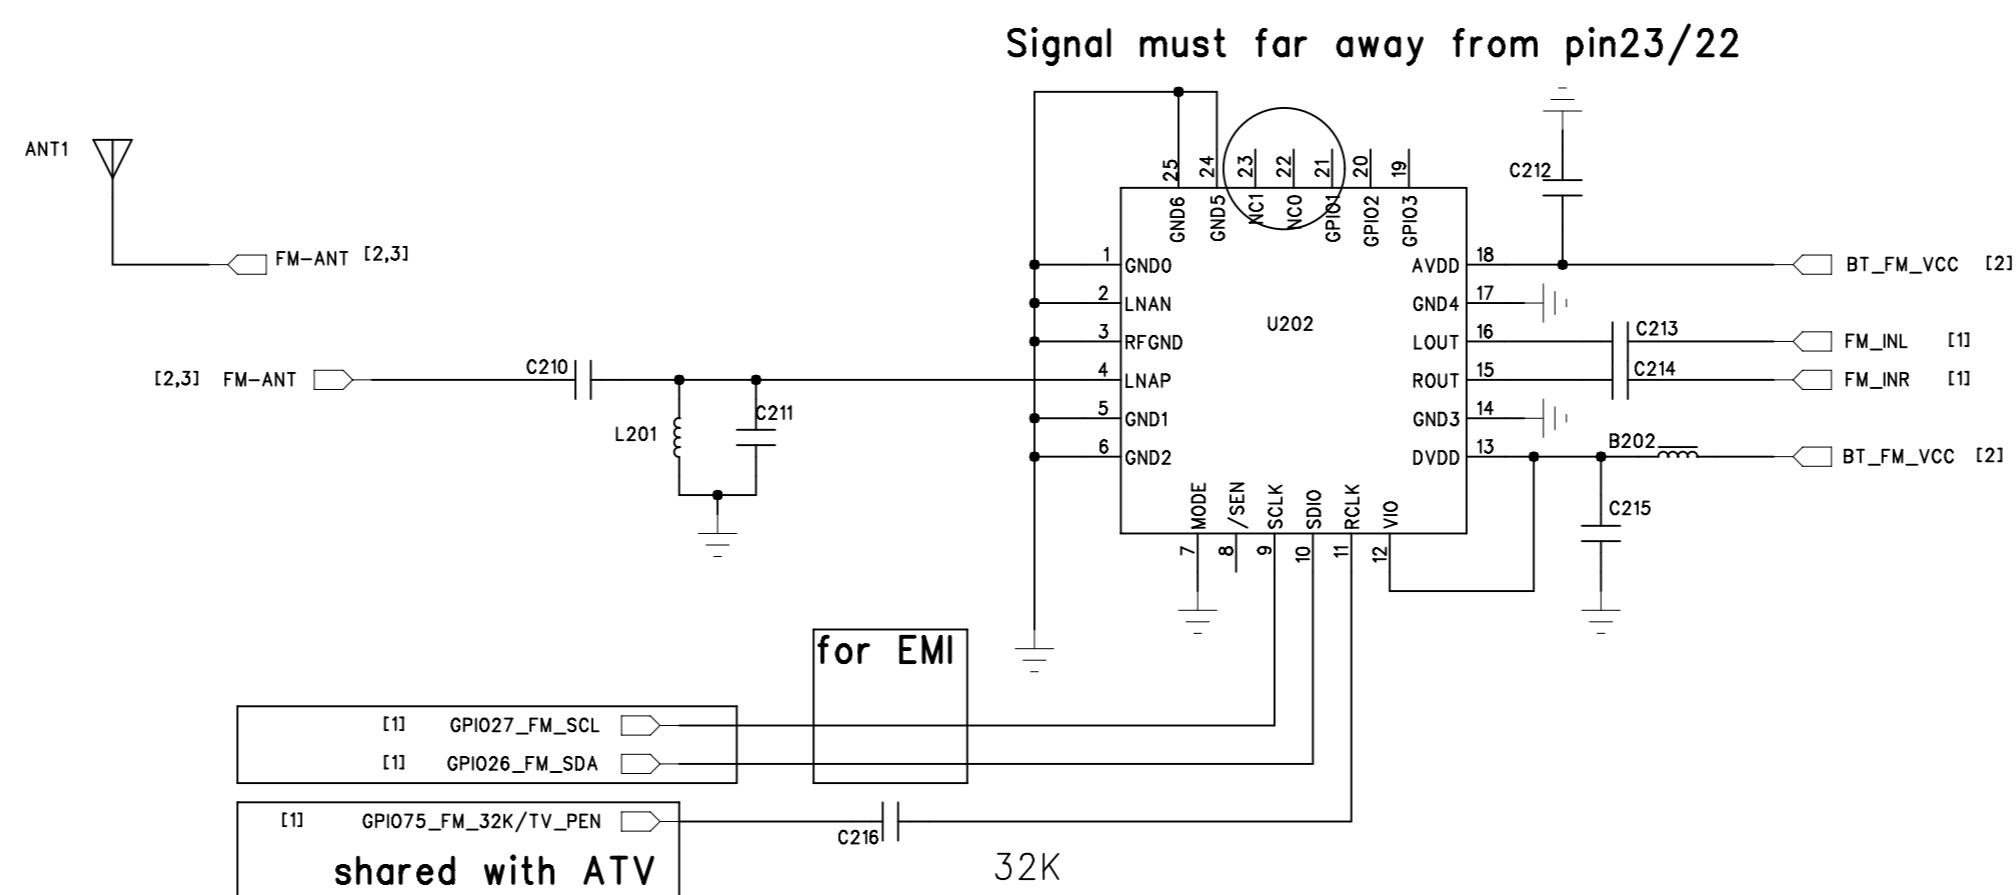 Signal must far away from pin23/22
ANT1
FM-ANT [2,3]
25 24 23 22 21 20 19
GND6 GND5 NC1 NC0 GPIO1 GPIO2 GPIO3
C212
1 GND0
AVDD 18
BT_FM_VCC [2]
2 LNAN
GND4 17
U202
3 RFGND
LOUT 16
C213
FM_INL [1]
[2,3] FM-ANT
C210
4 LNAP
ROUT 15
C214
FM_INR [1]
C211
L201
5 GND1
GND3 14
6 GND2
DVDD 13
B202
BT_FM_VCC [2]
MODE /SEN SCLK SDIO RCLK VIO
7 8 9 10 11 12
C215
for EMI
[1] GPIO27_FM_SCL
[1] GPIO26_FM_SDA
[1] GPIO75_FM_32K/TV_PEN
C216
shared with ATV
32K